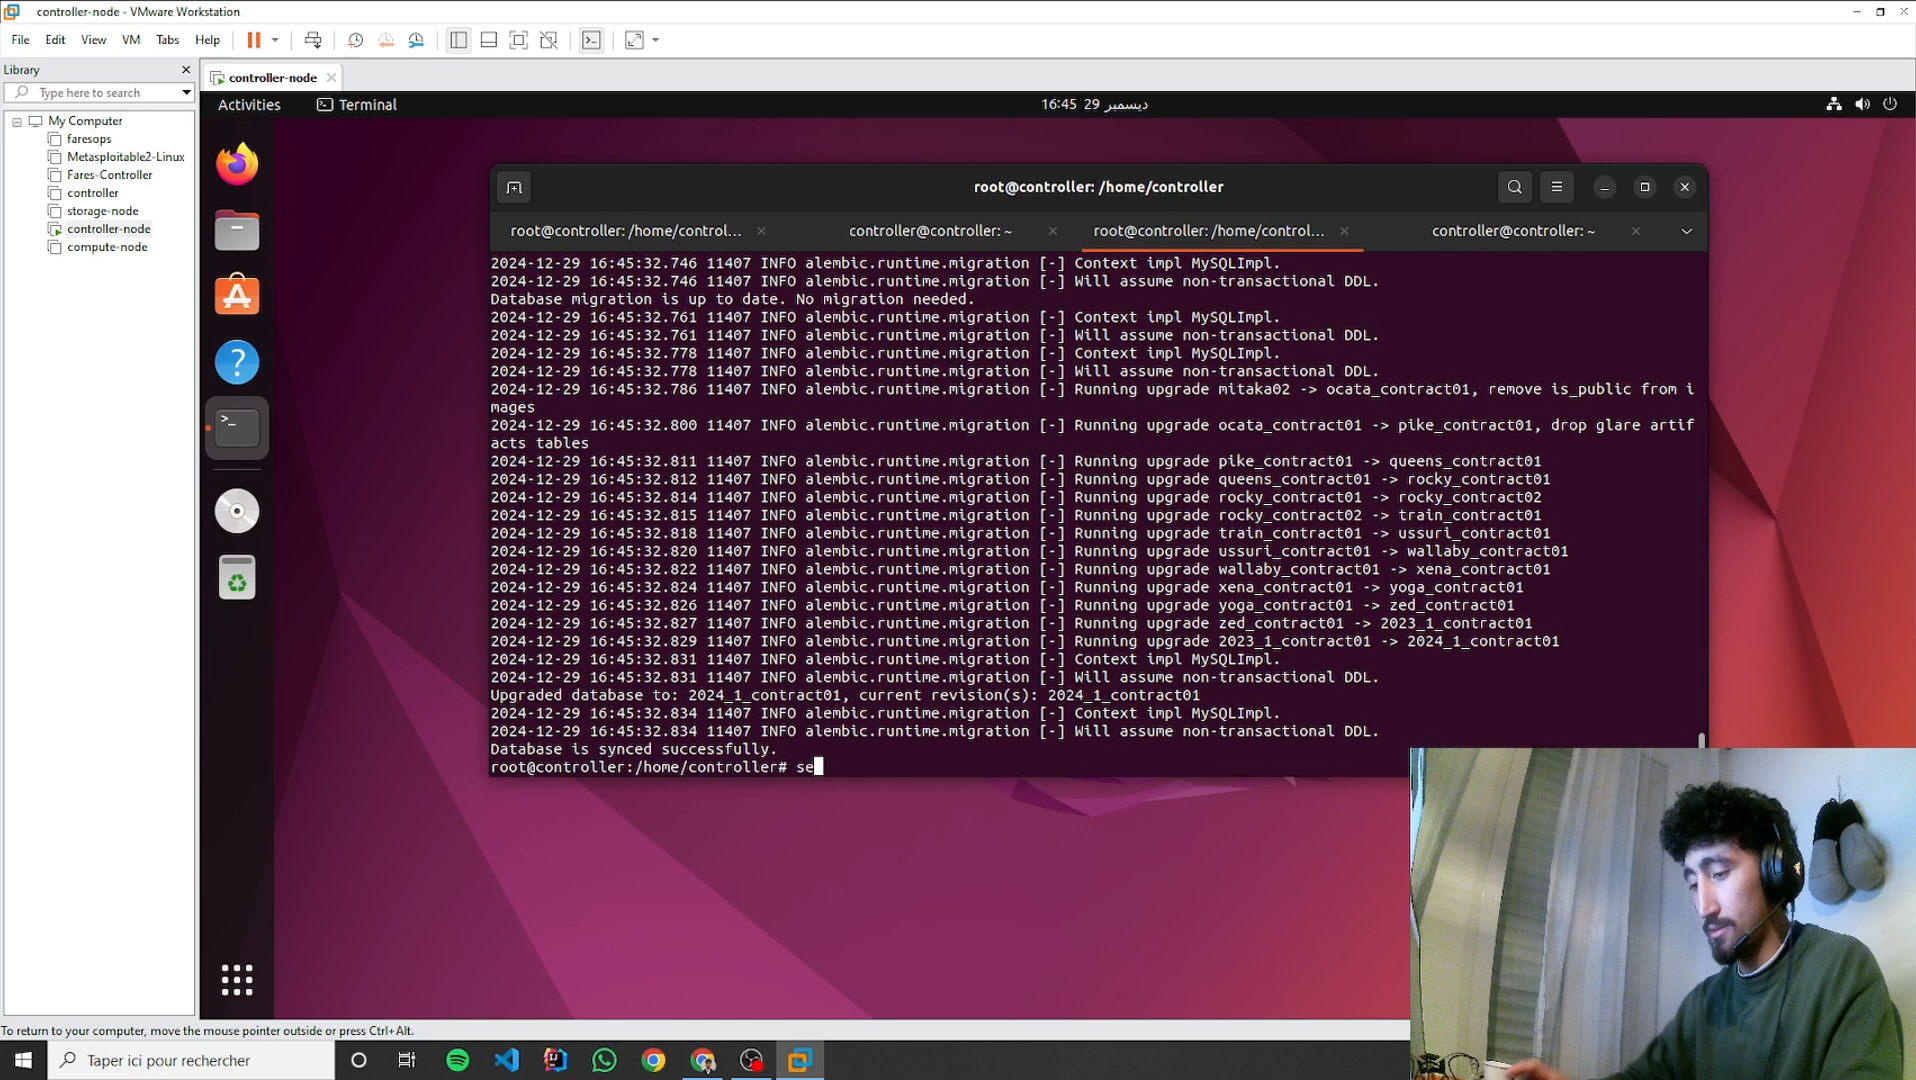 controller-node - VMware Workstation
File Edit View VM Tabs Help
Library
Type here to search
My Computer
faresops
Metasploitable2-Linux
Fares-Controller
controller
storage-node
controller-node
compute-node
controller-node
Activities Terminal 16:45 29 ديسمبر
root@controller: /home/controller
root@controller: /home/control... controller@controller: ~ root@controller: /home/control... controller@controller: ~
2024-12-29 16:45:32.746 11407 INFO alembic.runtime.migration [-] Context impl MySQLImpl.
2024-12-29 16:45:32.746 11407 INFO alembic.runtime.migration [-] Will assume non-transactional DDL.
Database migration is up to date. No migration needed.
2024-12-29 16:45:32.761 11407 INFO alembic.runtime.migration [-] Context impl MySQLImpl.
2024-12-29 16:45:32.761 11407 INFO alembic.runtime.migration [-] Will assume non-transactional DDL.
2024-12-29 16:45:32.778 11407 INFO alembic.runtime.migration [-] Context impl MySQLImpl.
2024-12-29 16:45:32.778 11407 INFO alembic.runtime.migration [-] Will assume non-transactional DDL.
2024-12-29 16:45:32.786 11407 INFO alembic.runtime.migration [-] Running upgrade mitaka02 -> ocata_contract01, remove is_public from i
mages
2024-12-29 16:45:32.800 11407 INFO alembic.runtime.migration [-] Running upgrade ocata_contract01 -> pike_contract01, drop glare artif
acts tables
2024-12-29 16:45:32.811 11407 INFO alembic.runtime.migration [-] Running upgrade pike_contract01 -> queens_contract01
2024-12-29 16:45:32.812 11407 INFO alembic.runtime.migration [-] Running upgrade queens_contract01 -> rocky_contract01
2024-12-29 16:45:32.814 11407 INFO alembic.runtime.migration [-] Running upgrade rocky_contract01 -> rocky_contract02
2024-12-29 16:45:32.815 11407 INFO alembic.runtime.migration [-] Running upgrade rocky_contract02 -> train_contract01
2024-12-29 16:45:32.818 11407 INFO alembic.runtime.migration [-] Running upgrade train_contract01 -> ussuri_contract01
2024-12-29 16:45:32.820 11407 INFO alembic.runtime.migration [-] Running upgrade ussuri_contract01 -> wallaby_contract01
2024-12-29 16:45:32.822 11407 INFO alembic.runtime.migration [-] Running upgrade wallaby_contract01 -> xena_contract01
2024-12-29 16:45:32.824 11407 INFO alembic.runtime.migration [-] Running upgrade xena_contract01 -> yoga_contract01
2024-12-29 16:45:32.826 11407 INFO alembic.runtime.migration [-] Running upgrade yoga_contract01 -> zed_contract01
2024-12-29 16:45:32.827 11407 INFO alembic.runtime.migration [-] Running upgrade zed_contract01 -> 2023_1_contract01
2024-12-29 16:45:32.829 11407 INFO alembic.runtime.migration [-] Running upgrade 2023_1_contract01 -> 2024_1_contract01
2024-12-29 16:45:32.831 11407 INFO alembic.runtime.migration [-] Context impl MySQLImpl.
2024-12-29 16:45:32.831 11407 INFO alembic.runtime.migration [-] Will assume non-transactional DDL.
Upgraded database to: 2024_1_contract01, current revision(s): 2024_1_contract01
2024-12-29 16:45:32.834 11407 INFO alembic.runtime.migration [-] Context impl MySQLImpl.
2024-12-29 16:45:32.834 11407 INFO alembic.runtime.migration [-] Will assume non-transactional DDL.
Database is synced successfully.
root@controller:/home/controller# se
To return to your computer, move the mouse pointer outside or press Ctrl+Alt.
Taper ici pour rechercher